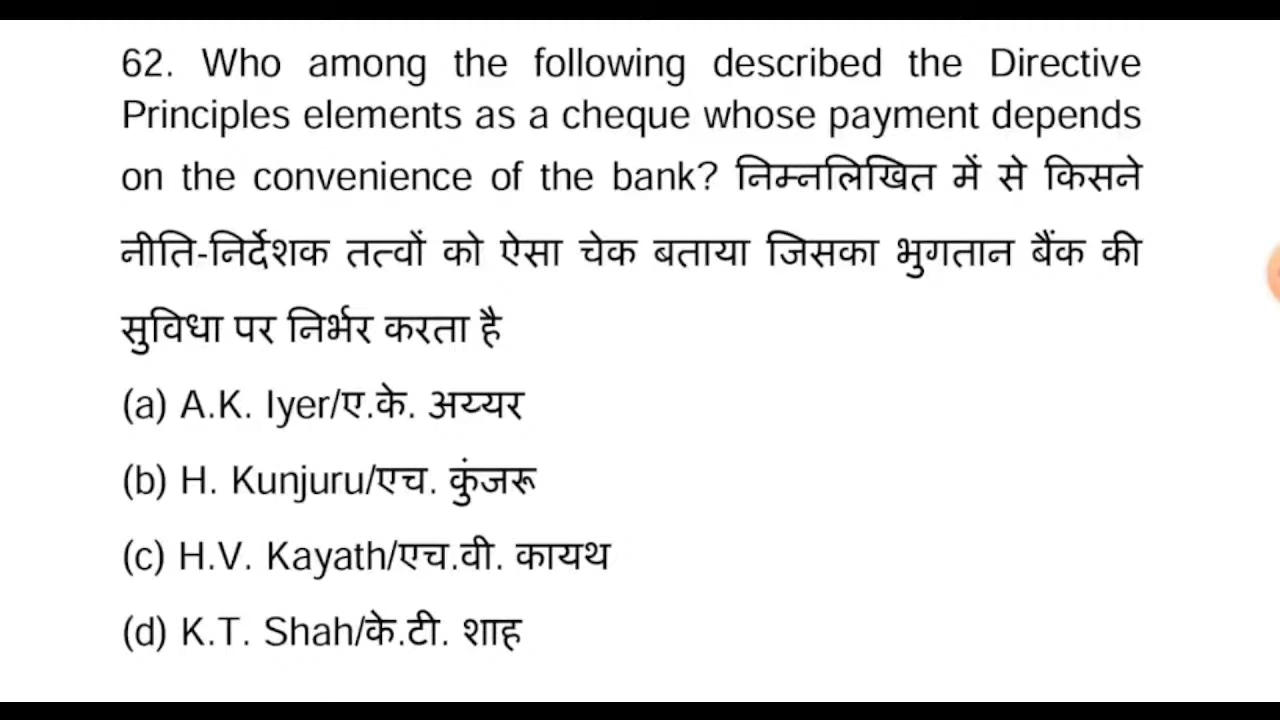 62. Who among the following described the Directive
Principles elements as a cheque whose payment depends
on the convenience of the bank? निम्नलिखित में से किसने
नीति-निर्देशक तत्वों को ऐसा चेक बताया जिसका भुगतान बैंक की
सुविधा पर निर्भर करता है
(a) A.K. Iyer/ए.के. अय्यर
(b) H. Kunjuru/एच. कुंजरू
(c) H.V. Kayath/एच.वी. कायथ
(d) K.T. Shah/के.टी. शाह